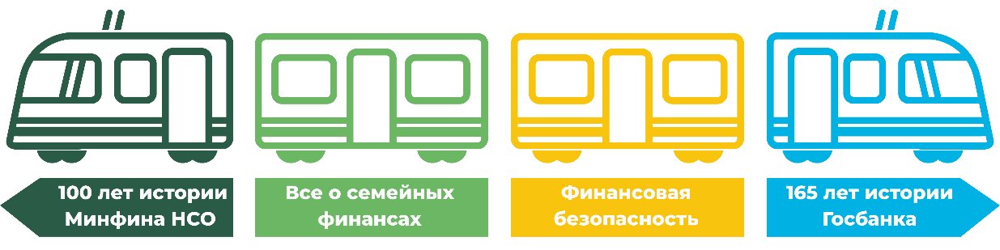 100 лет истории
Минфина НСО
Все о семейных
финансах
Финансовая
безопасность
165 лет истории
Госбанка